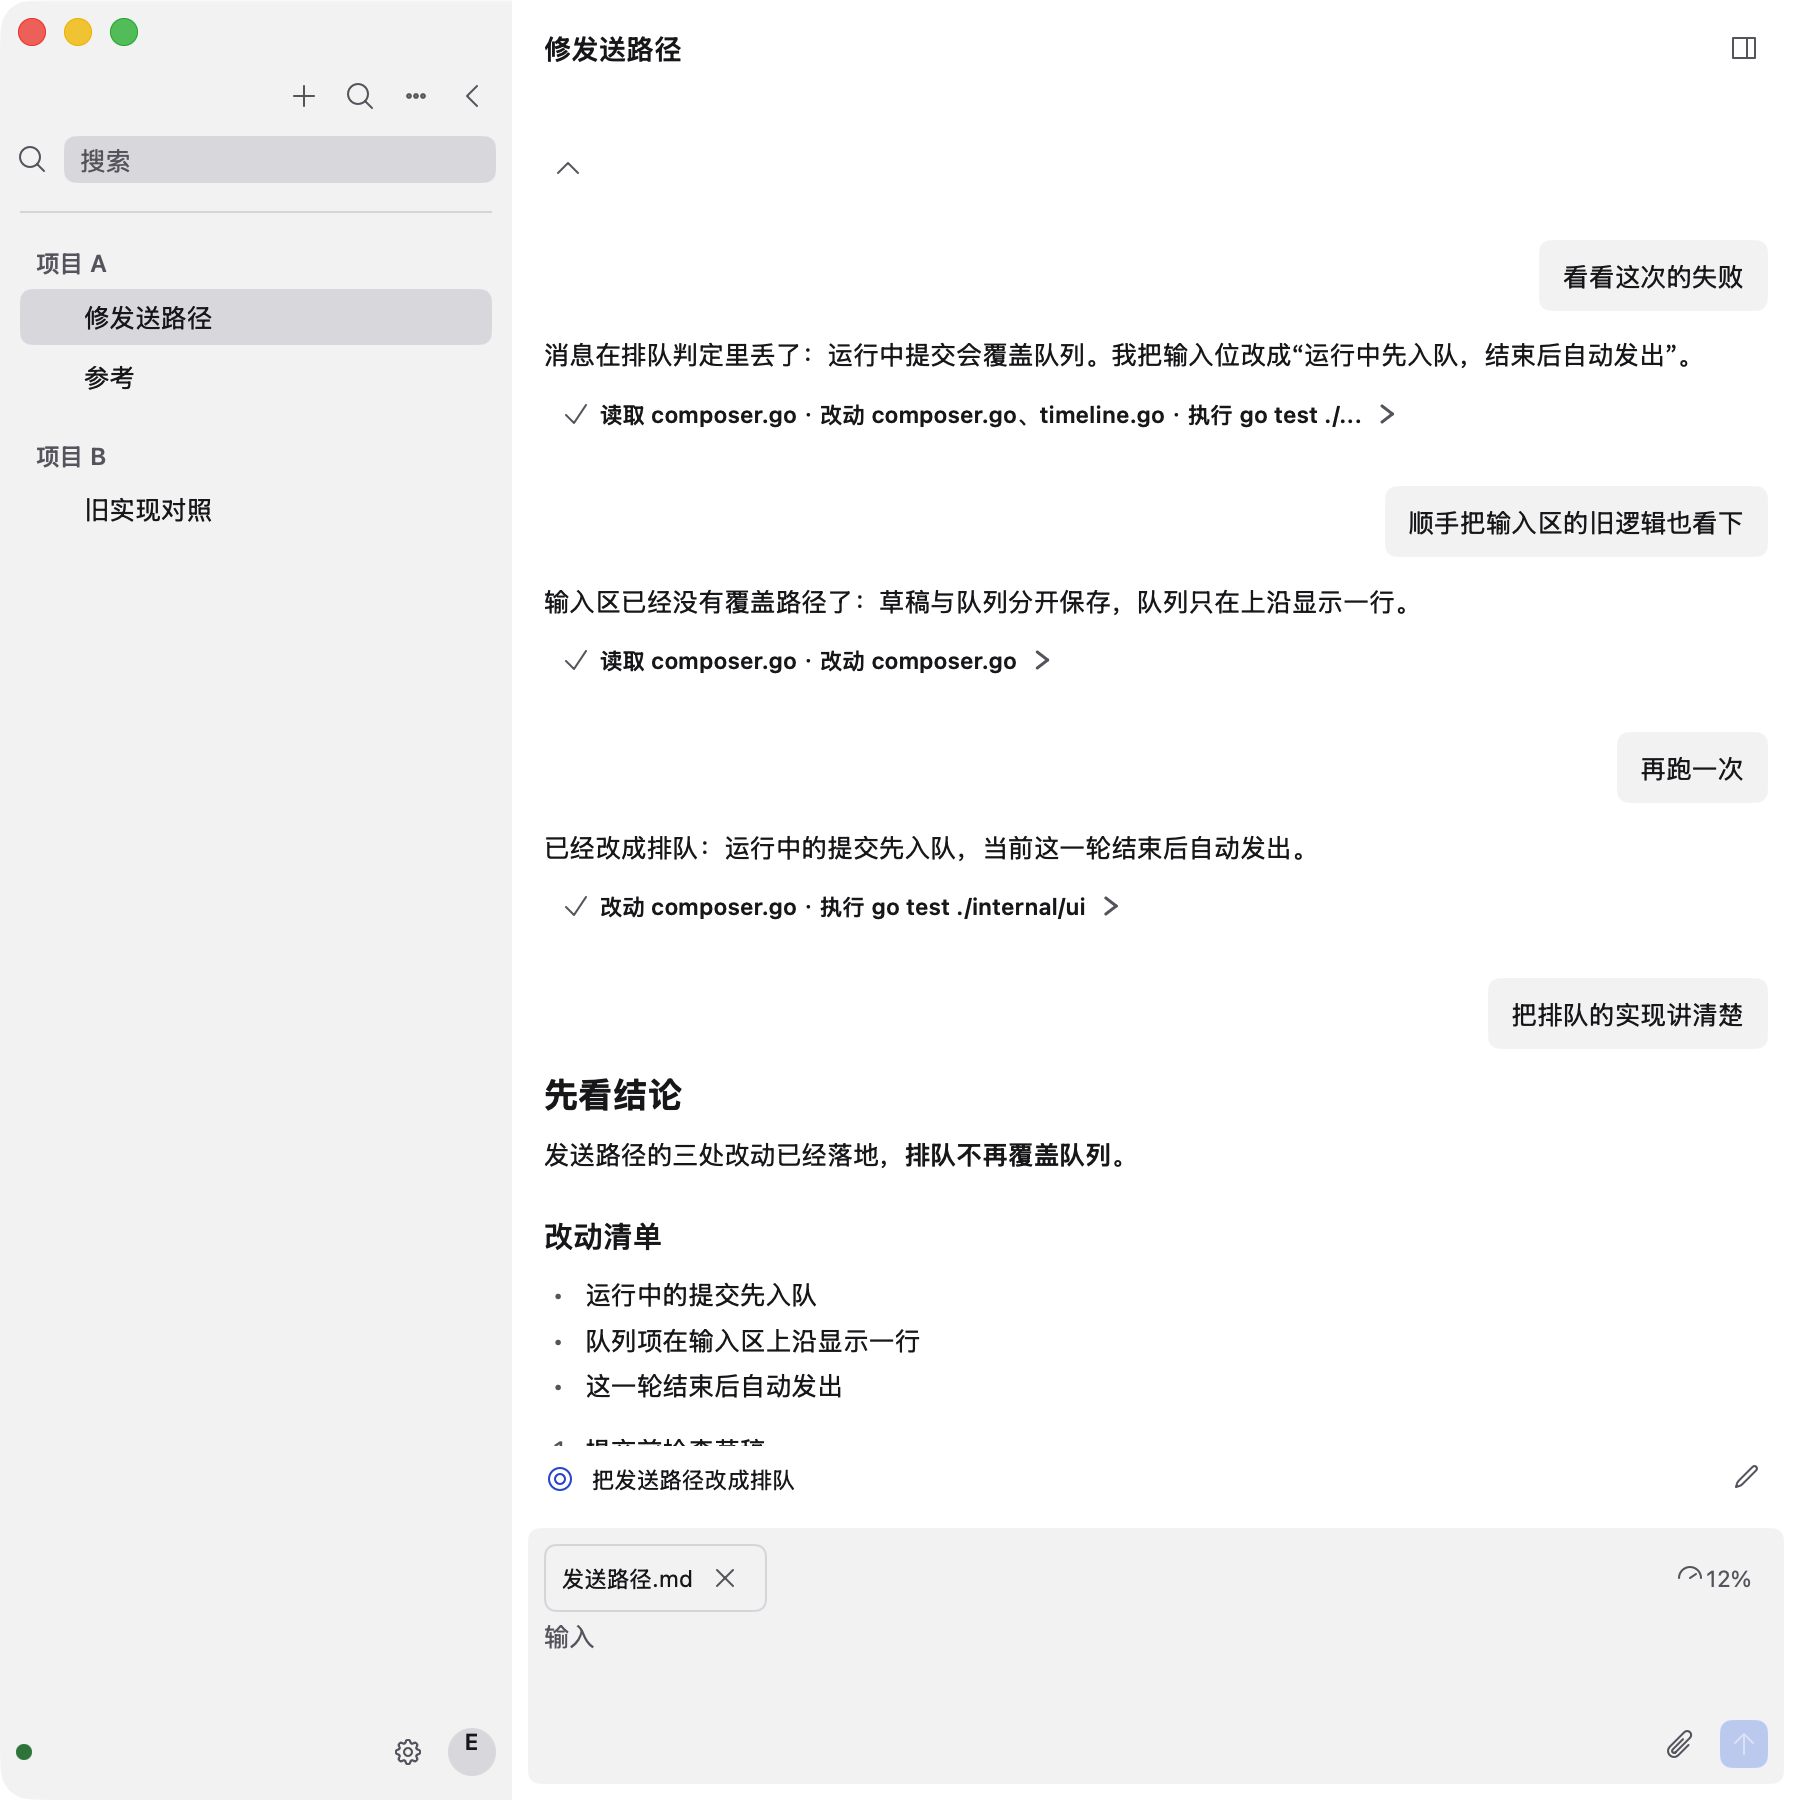 修发送路径
搜索
项目 A
修发送路径
参考
项目 B
旧实现对照
E
看看这次的失败
消息在排队判定里丢了：运行中提交会覆盖队列。我把输入位改成“运行中先入队，结束后自动发出”。
读取 composer.go · 改动 composer.go、timeline.go · 执行 go test ./...
顺手把输入区的旧逻辑也看下
输入区已经没有覆盖路径了：草稿与队列分开保存，队列只在上沿显示一行。
读取 composer.go · 改动 composer.go
再跑一次
已经改成排队：运行中的提交先入队，当前这一轮结束后自动发出。
改动 composer.go · 执行 go test ./internal/ui
把排队的实现讲清楚
先看结论
发送路径的三处改动已经落地，排队不再覆盖队列。
改动清单
• 运行中的提交先入队
• 队列项在输入区上沿显示一行
• 这一轮结束后自动发出
把发送路径改成排队
发送路径.md
12%
输入